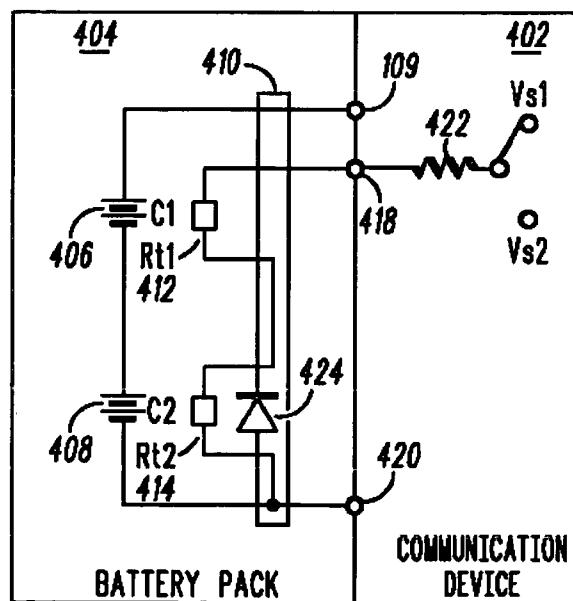 404
402
410
109
Vs1
422
418
C1
406
Rt1
412
Vs2
424
C2
408
Rt2
414
420
BATTERY PACK
COMMUNICATION
DEVICE